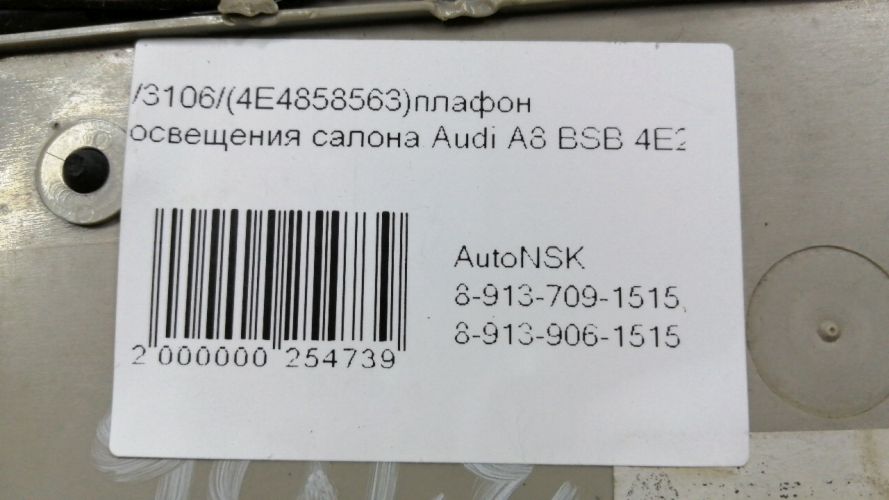 /3106/(4E4858563)плафон
освещения салона Audi A8 BSB 4E2
AutoNSK
8-913-709-1515,
8-913-906-1515
2 000000 254739